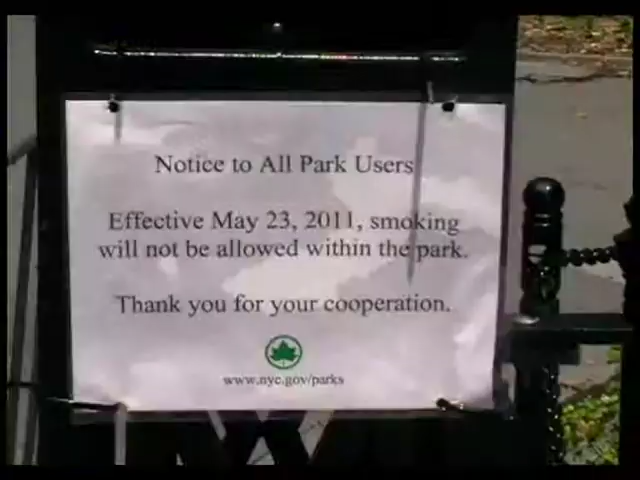 Notice to All Park Users
Effective May 23, 2011, smoking
will not be allowed within the park.
Thank you for your cooperation.
www.nyc.gov/parks